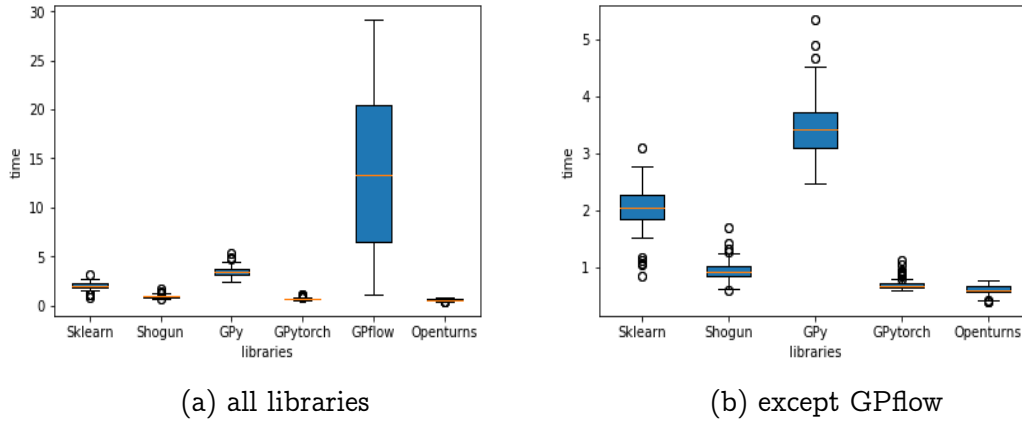 30
25
20
15
10
5
0
time
Sklearn Shogun GPy GPytorch GPflow Openturns
libraries
(a) all libraries
5
4
3
2
1
time
Sklearn Shogun GPy GPytorch Openturns
libraries
(b) except GPflow